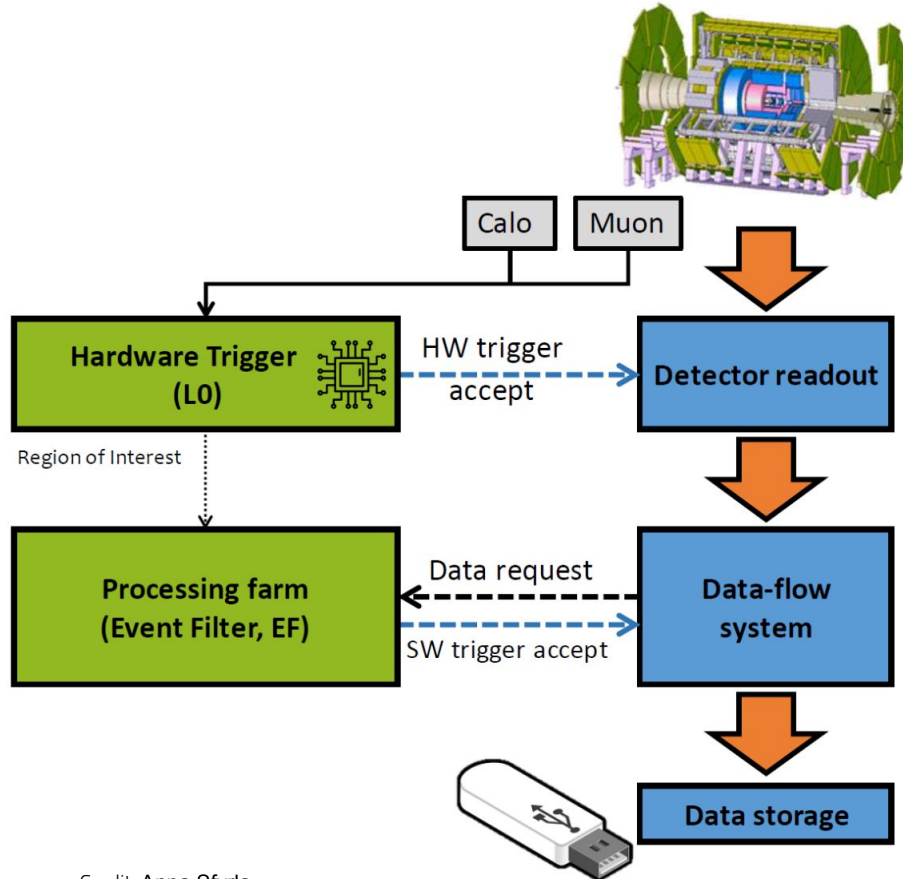 Calo
Muon
Hardware Trigger
(L0)
HW trigger
accept
Detector readout
Region of Interest
Processing farm
(Event Filter, EF)
Data request
SW trigger accept
Data-flow
system
Data storage